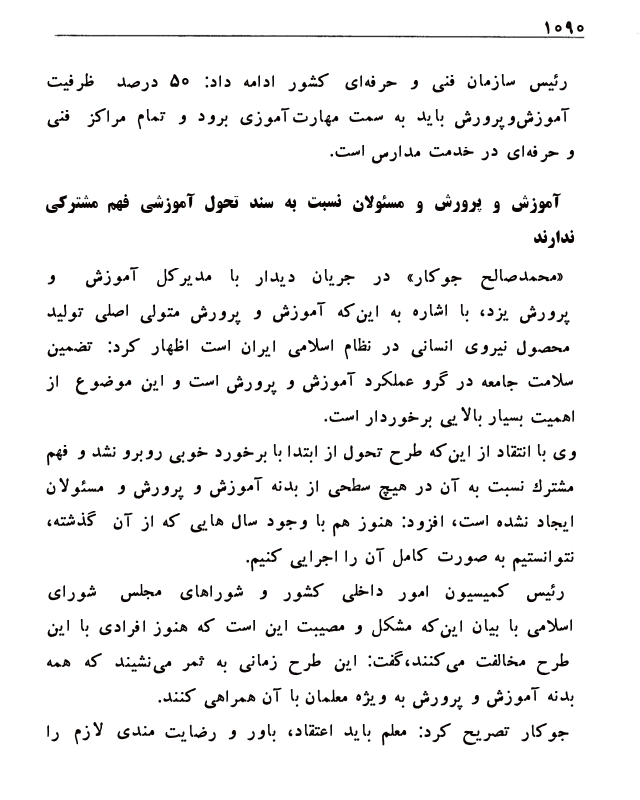 ۱۰۹۰
رئیس سازمان فنی و حرفه‌ای کشور ادامه داد: ۵۰ درصد ظرفیت
آموزش‌وپرورش باید به سمت مهارت‌آموزی برود و تمام مراکز فنی
و حرفه‌ای در خدمت مدارس است.
آموزش و پرورش و مسئولان نسبت به سند تحول آموزشی فهم مشترکی
ندارند
«محمدصالح جوکار» در جریان دیدار با مدیرکل آموزش و
پرورش یزد، با اشاره به این‌که آموزش و پرورش متولی اصلی تولید
محصول نیروی انسانی در نظام اسلامی ایران است اظهار کرد: تضمین
سلامت جامعه در گرو عملکرد آموزش و پرورش است و این موضوع از
اهمیت بسیار بالایی برخوردار است.
وی با انتقاد از این‌که طرح تحول از ابتدا با برخورد خوبی روبرو نشد و فهم
مشترك نسبت به آن در هیچ سطحی از بدنه آموزش و پرورش و مسئولان
ایجاد نشده است، افزود: هنوز هم با وجود سال هایی که از آن گذشته،
نتوانستیم به صورت کامل آن را اجرایی کنیم.
رئیس کمیسیون امور داخلی کشور و شوراهای مجلس شورای
اسلامی با بیان این‌که مشکل و مصیبت این است که هنوز افرادی با این
طرح مخالفت می‌کنند،گفت: این طرح زمانی به ثمر می‌نشیند که همه
بدنه آموزش و پرورش به ویژه معلمان با آن همراهی کنند.
جوکار تصریح کرد: معلم باید اعتقاد، باور و رضایت مندی لازم را